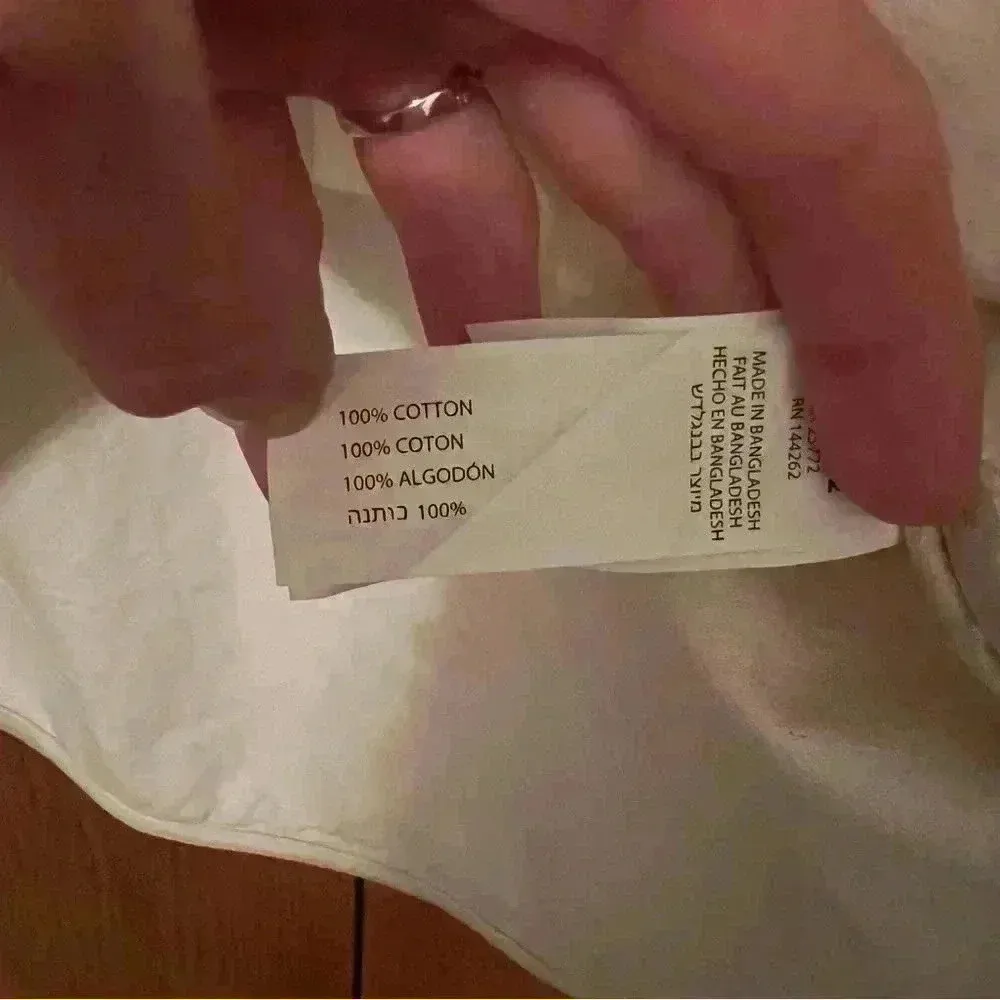 100% COTTON
100% COTON
100% ALGODÓN
100% כותנה
MADE IN BANGLADESH
FAIT AU BANGLADESH
HECHO EN BANGLADESH
מיוצר בבנגלדש
RN 144262